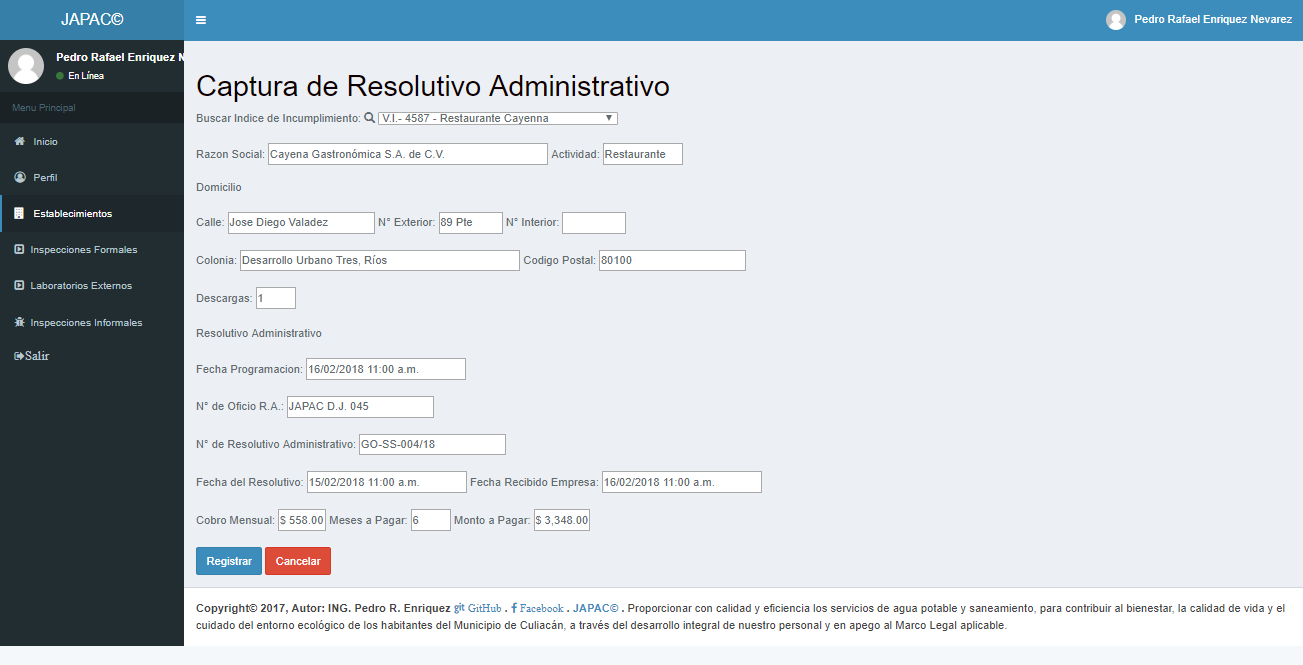 JAPAC©
Pedro Rafael Enriquez Nevarez
Pedro Rafael Enriquez N
En Línea
Menu Principal
Inicio
Perfil
Establecimientos
Inspecciones Formales
Laboratorios Externos
Inspecciones Informales
Salir
Captura de Resolutivo Administrativo
Buscar Indice de Incumplimiento: V.I.- 4587 - Restaurante Cayenna
Razon Social: Cayena Gastronómica S.A. de C.V. Actividad: Restaurante
Domicilio
Calle: Jose Diego Valadez N° Exterior: 89 Pte N° Interior:
Colonia: Desarrollo Urbano Tres, Ríos Codigo Postal: 80100
Descargas: 1
Resolutivo Administrativo
Fecha Programacion: 16/02/2018 11:00 a.m.
N° de Oficio R.A.: JAPAC D.J. 045
N° de Resolutivo Administrativo: GO-SS-004/18
Fecha del Resolutivo: 15/02/2018 11:00 a.m. Fecha Recibido Empresa: 16/02/2018 11:00 a.m.
Cobro Mensual: $ 558.00 Meses a Pagar: 6 Monto a Pagar: $ 3,348.00
Registrar Cancelar
Copyright© 2017, Autor: ING. Pedro R. Enriquez git GitHub . f Facebook . JAPAC© . Proporcionar con calidad y eficiencia los servicios de agua potable y saneamiento, para contribuir al bienestar, la calidad de vida y el
cuidado del entorno ecológico de los habitantes del Municipio de Culiacán, a través del desarrollo integral de nuestro personal y en apego al Marco Legal aplicable.